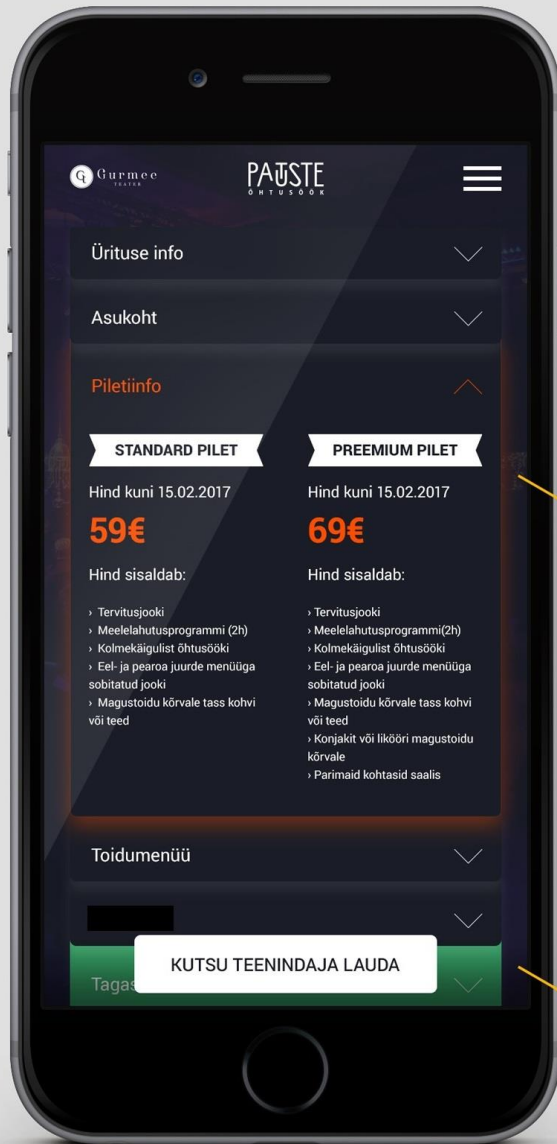 G Gurmee
TEATER
PATUSTE
ÕHTUSÖÖK
Ürituse info
Asukoht
Piletiinfo
STANDARD PILET
Hind kuni 15.02.2017
59€
Hind sisaldab:
› Tervitusjooki
› Meelelahutusprogrammi (2h)
› Kolmekäigulist õhtusööki
› Eel- ja pearoa juurde menüüga
sobitatud jooki
› Magustoidu kõrvale tass kohvi
või teed
PREEMIUM PILET
Hind kuni 15.02.2017
69€
Hind sisaldab:
› Tervitusjooki
› Meelelahutusprogrammi(2h)
› Kolmekäigulist õhtusööki
› Eel- ja pearoa juurde menüüga
sobitatud jooki
› Magustoidu kõrvale tass kohvi
või teed
› Konjakit või likööri magustoidu
kõrvale
› Parimaid kohtasid saalis
Toidumenüü
KUTSU TEENINDAJA LAUDA